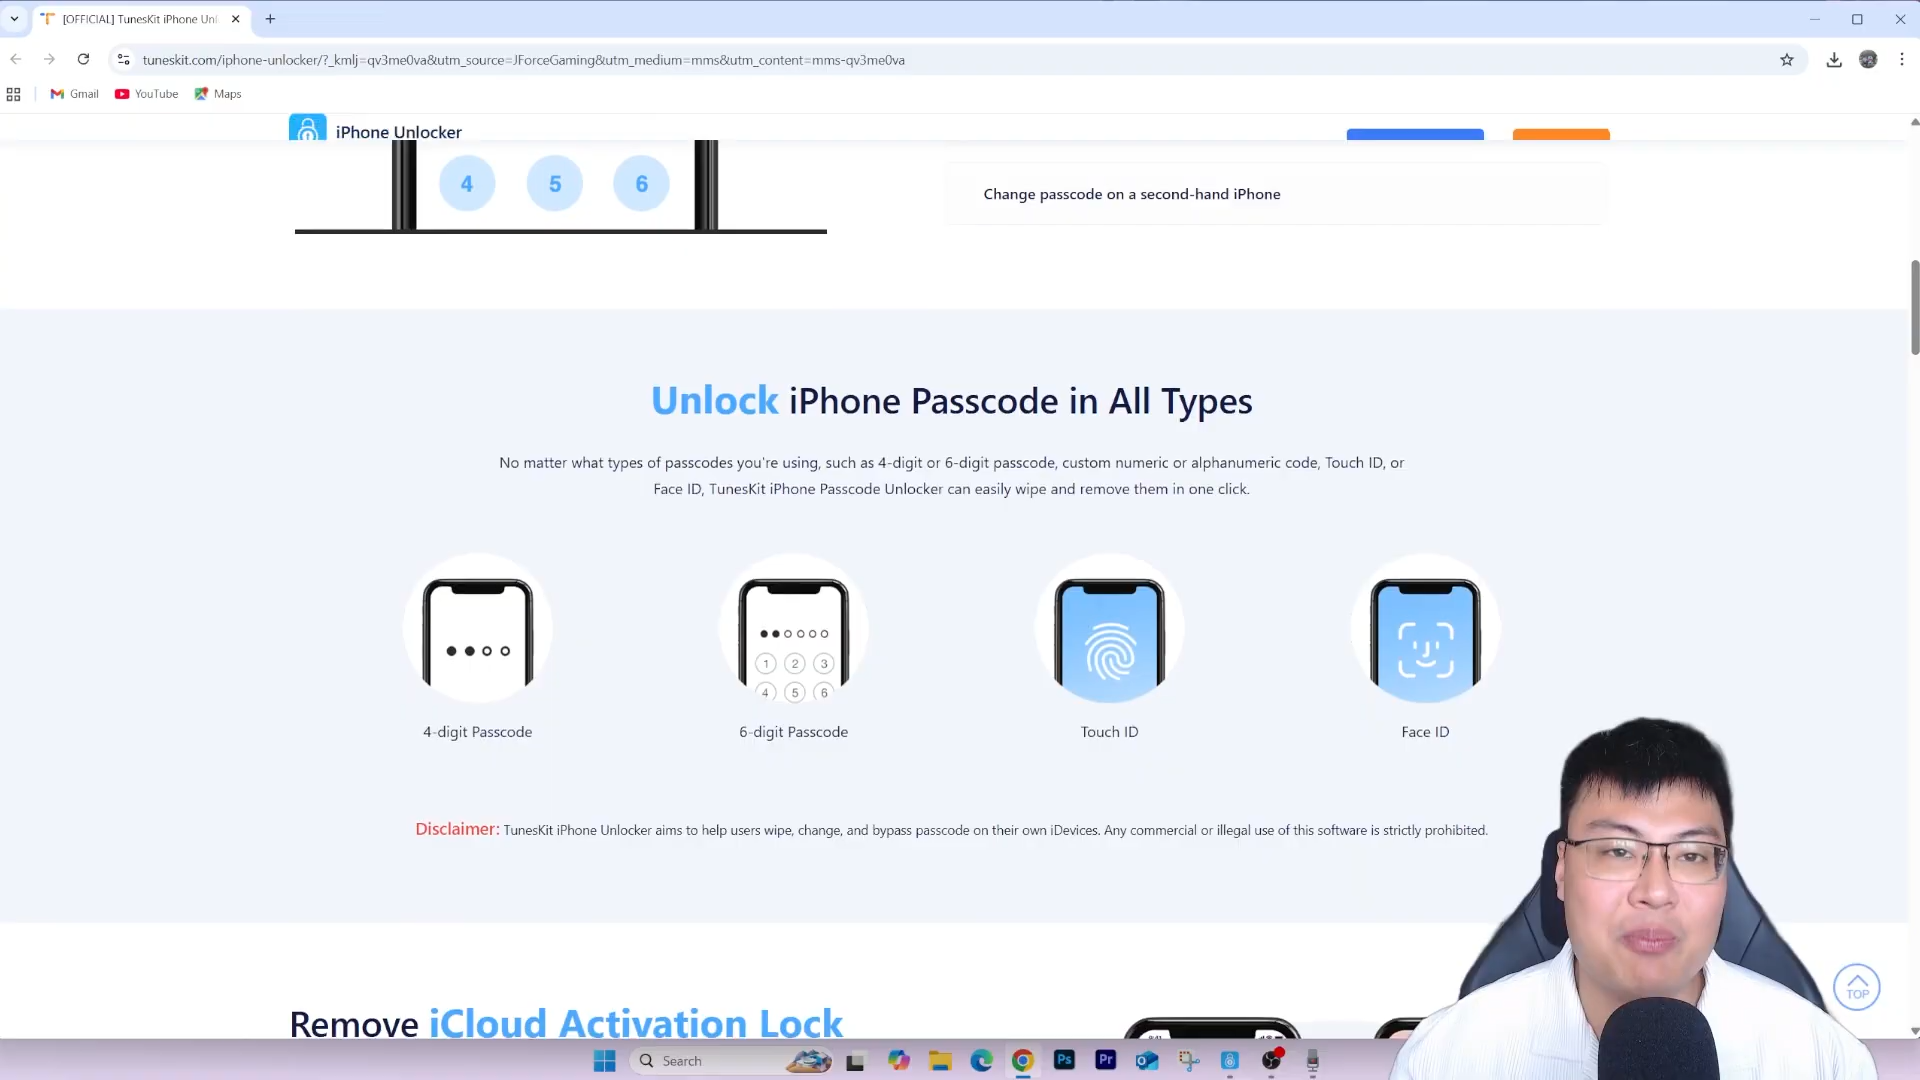 [OFFICIAL] TunesKit iPhone Unl
tuneskit.com/iphone-unlocker/?_kmlj=qv3me0va&utm_source=JForceGaming&utm_medium=mms&utm_content=mms-qv3me0va
Gmail YouTube Maps
iPhone Unlocker
4 5 6
Change passcode on a second-hand iPhone
Unlock iPhone Passcode in All Types
No matter what types of passcodes you're using, such as 4-digit or 6-digit passcode, custom numeric or alphanumeric code, Touch ID, or
Face ID, TunesKit iPhone Passcode Unlocker can easily wipe and remove them in one click.
1 2 3
4 5 6
4-digit Passcode 6-digit Passcode Touch ID Face ID
Disclaimer: TunesKit iPhone Unlocker aims to help users wipe, change, and bypass passcode on their own iDevices. Any commercial or illegal use of this software is strictly prohibited.
TOP
Remove iCloud Activation Lock
Search
Ps
Pr